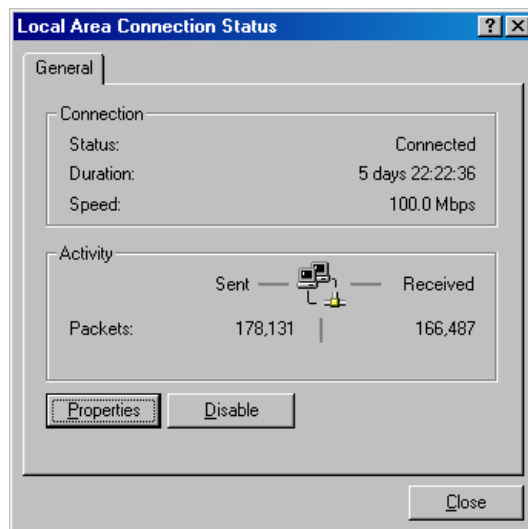 Local Area Connection Status
General
Connection
Status: Connected
Duration: 5 days 22:22:36
Speed: 100.0 Mbps
Activity
Sent Received
Packets: 178,131 166,487
Properties Disable
Close